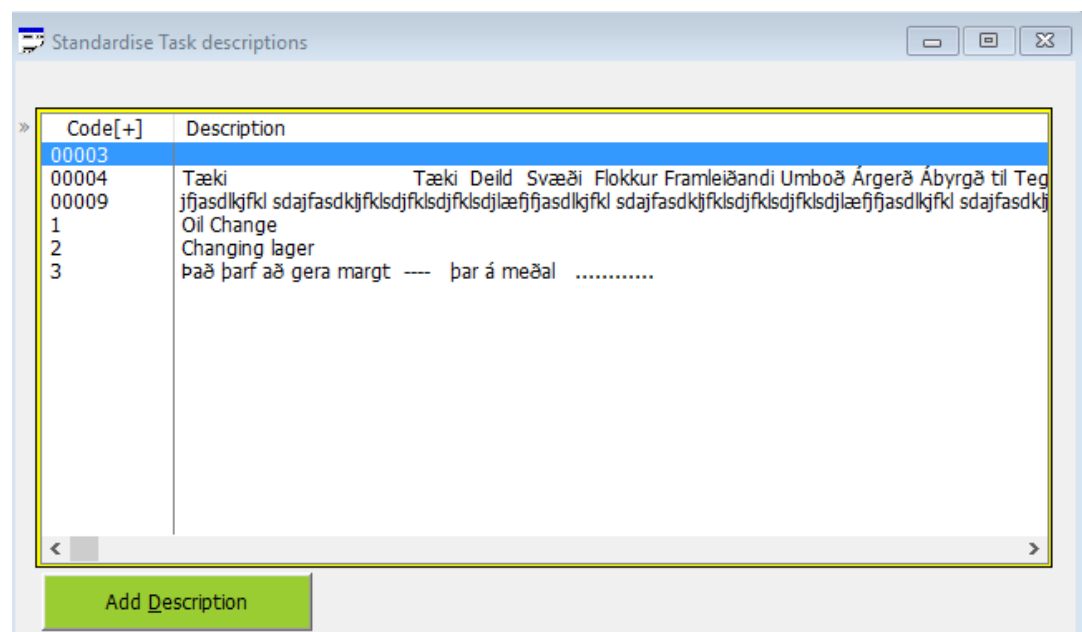 Standardise Task descriptions
» Code[+] Description
00003
00004 Tæki Tæki Deild Svæði Flokkur Framleiðandi Umboð Árgerð Ábyrgð til Teg
00009 jfjasdlkjfkl sdajfasdkljfklsdjfklsdjfklsdjlæfjfjasdlkjfkl sdajfasdkljfklsdjfklsdjfklsdjlæfjfjasdlkjfkl sdajfasdklj
1 Oil Change
2 Changing lager
3 Það þarf að gera margt ---- þar á meðal ............
Add Description